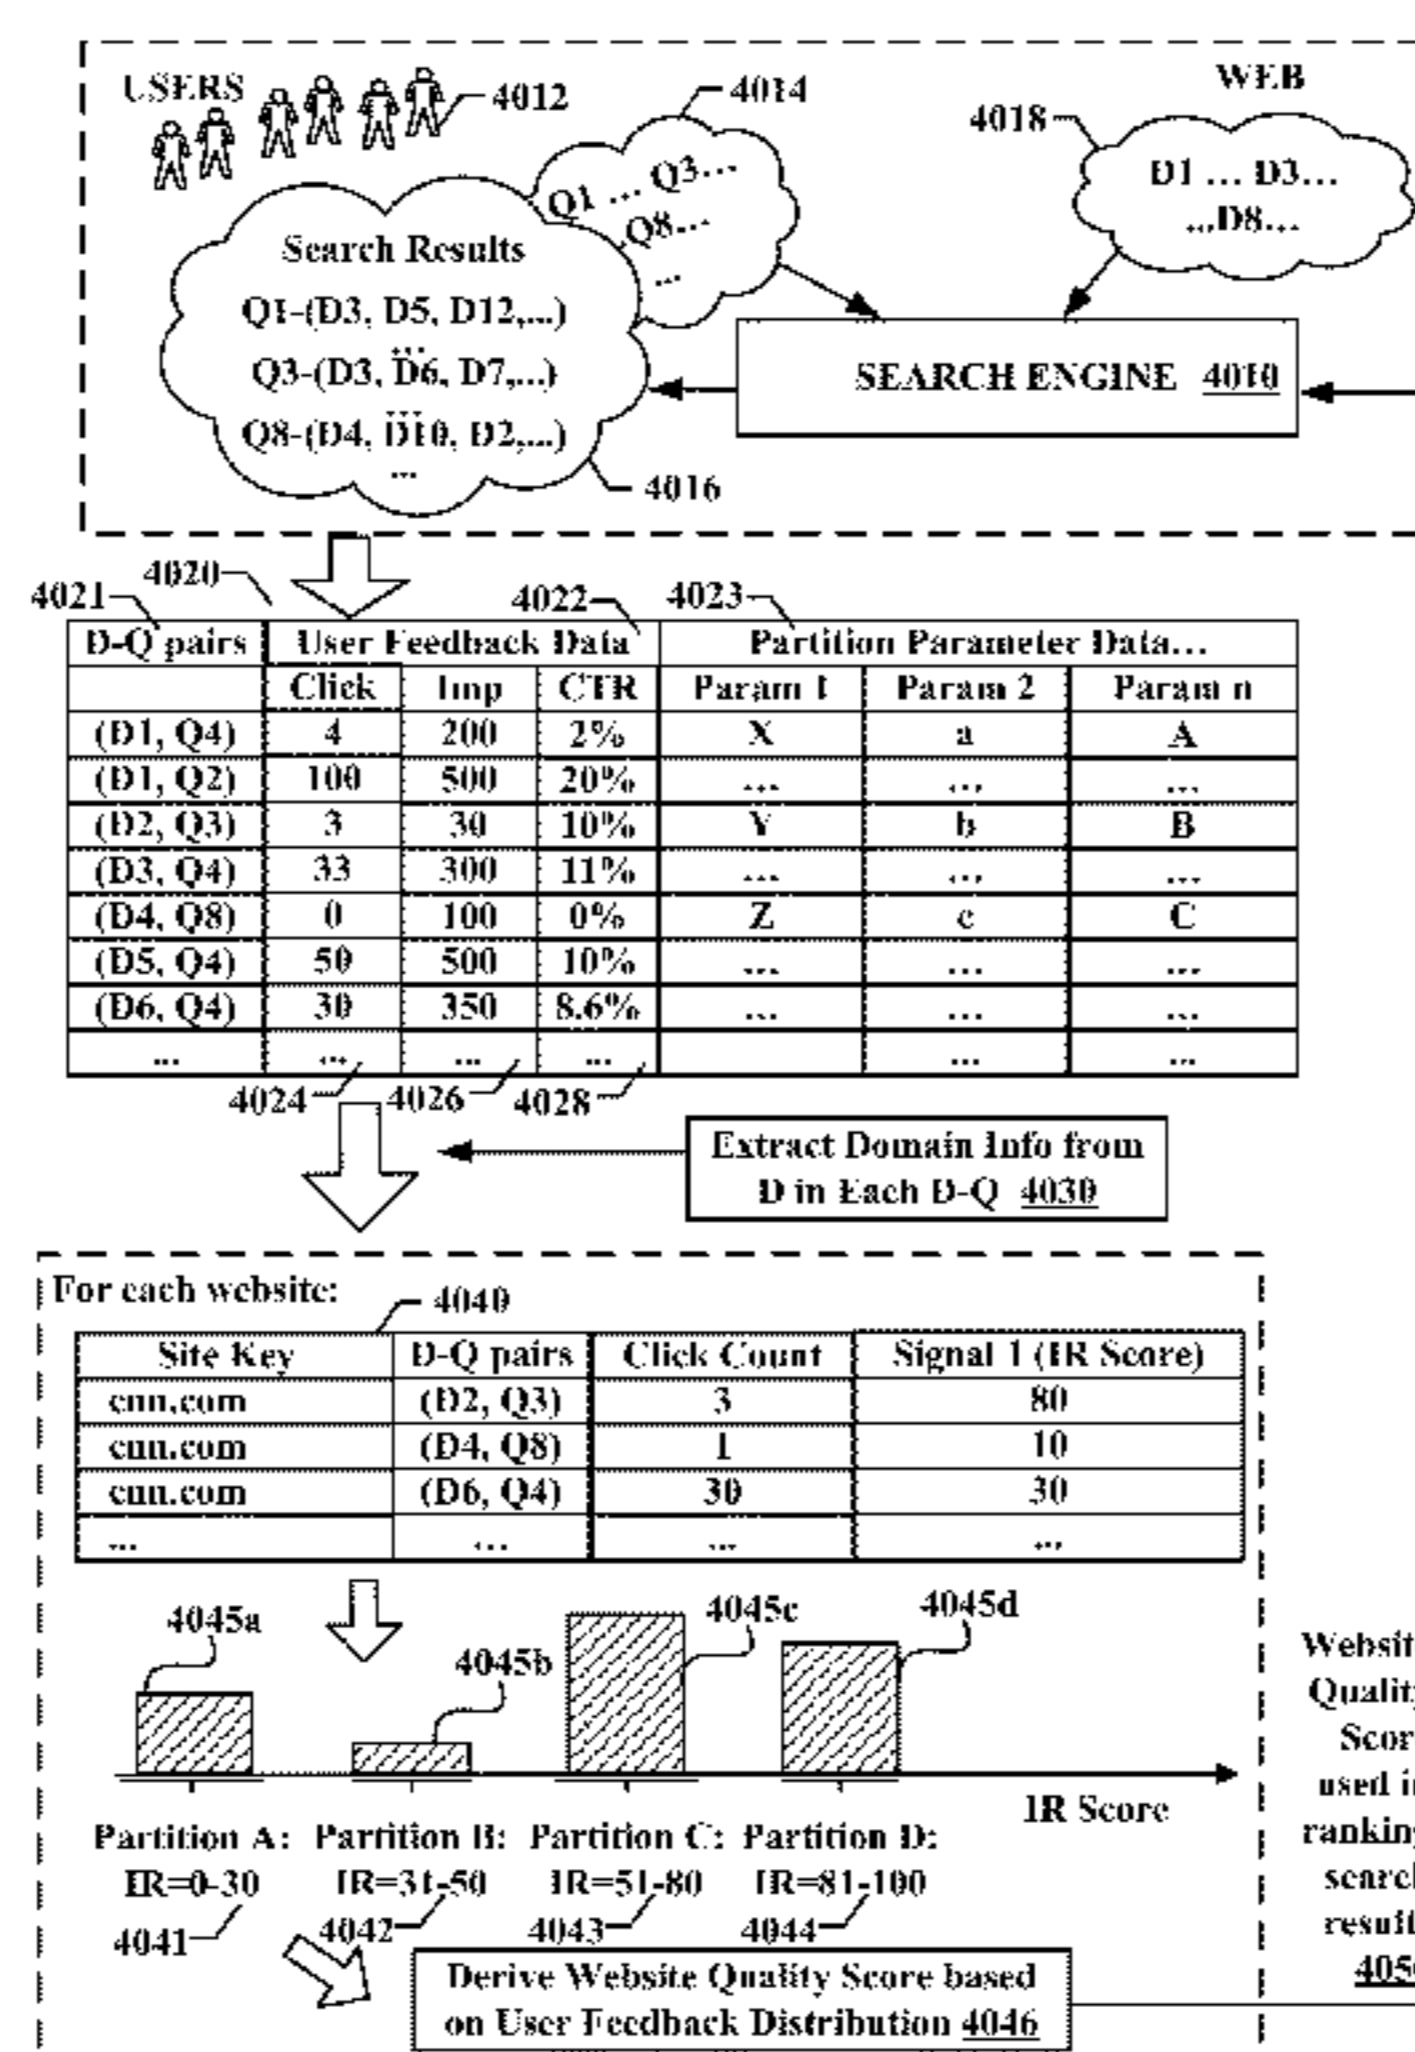 USERS
4012
4014
WEB
4018
Q1 ... Q3...
Q8...
...
D1 ... D3...
...D8...
Search Results
Q1-(D3, D5, D12,...)
...
Q3-(D3, D6, D7,...)
...
Q8-(D4, D10, D2,...)
...
4016
SEARCH ENGINE 4010
4020
4021
4022
4023
D-Q pairs User Feedback Data Partition Parameter Data...
Click Imp CTR Param 1 Param 2 Param n
(D1, Q4) 4 200 2% X a A
(D1, Q2) 100 500 20% ... ... ...
(D2, Q3) 3 30 10% Y b B
(D3, Q4) 33 300 11% ... ... ...
(D4, Q8) 0 100 0% Z c C
(D5, Q4) 50 500 10% ... ... ...
(D6, Q4) 30 350 8.6% ... ... ...
... ... ... ... ... ...
4024 4026 4028
Extract Domain Info from
D in Each D-Q 4030
For each website:
4040
Site Key D-Q pairs Click Count Signal 1 (IR Score)
cnn.com (D2, Q3) 3 80
cnn.com (D4, Q8) 1 10
cnn.com (D6, Q4) 30 30
... ... ... ...
4045a
4045b
4045c
4045d
IR Score
Partition A: Partition B: Partition C: Partition D:
IR=0-30 IR=31-50 IR=51-80 IR=81-100
4041 4042 4043 4044
Derive Website Quality Score based
on User Feedback Distribution 4046
Websit
Quality
Scor
used i
ranking
search
result
405